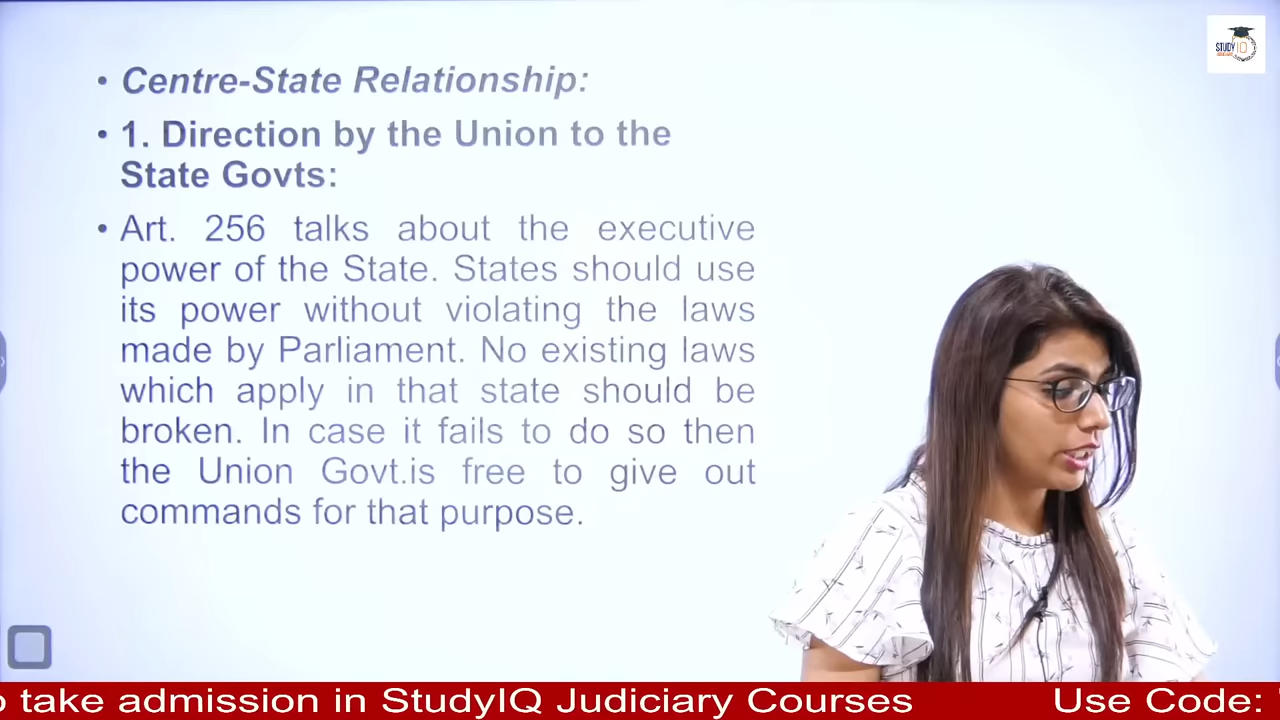 STUDY IQ
• Centre-State Relationship:
• 1. Direction by the Union to the
State Govts:
• Art. 256 talks about the executive
power of the State. States should use
its power without violating the laws
made by Parliament. No existing laws
which apply in that state should be
broken. In case it fails to do so then
the Union Govt.is free to give out
commands for that purpose.
take admission in StudyIQ Judiciary Courses Use Code: